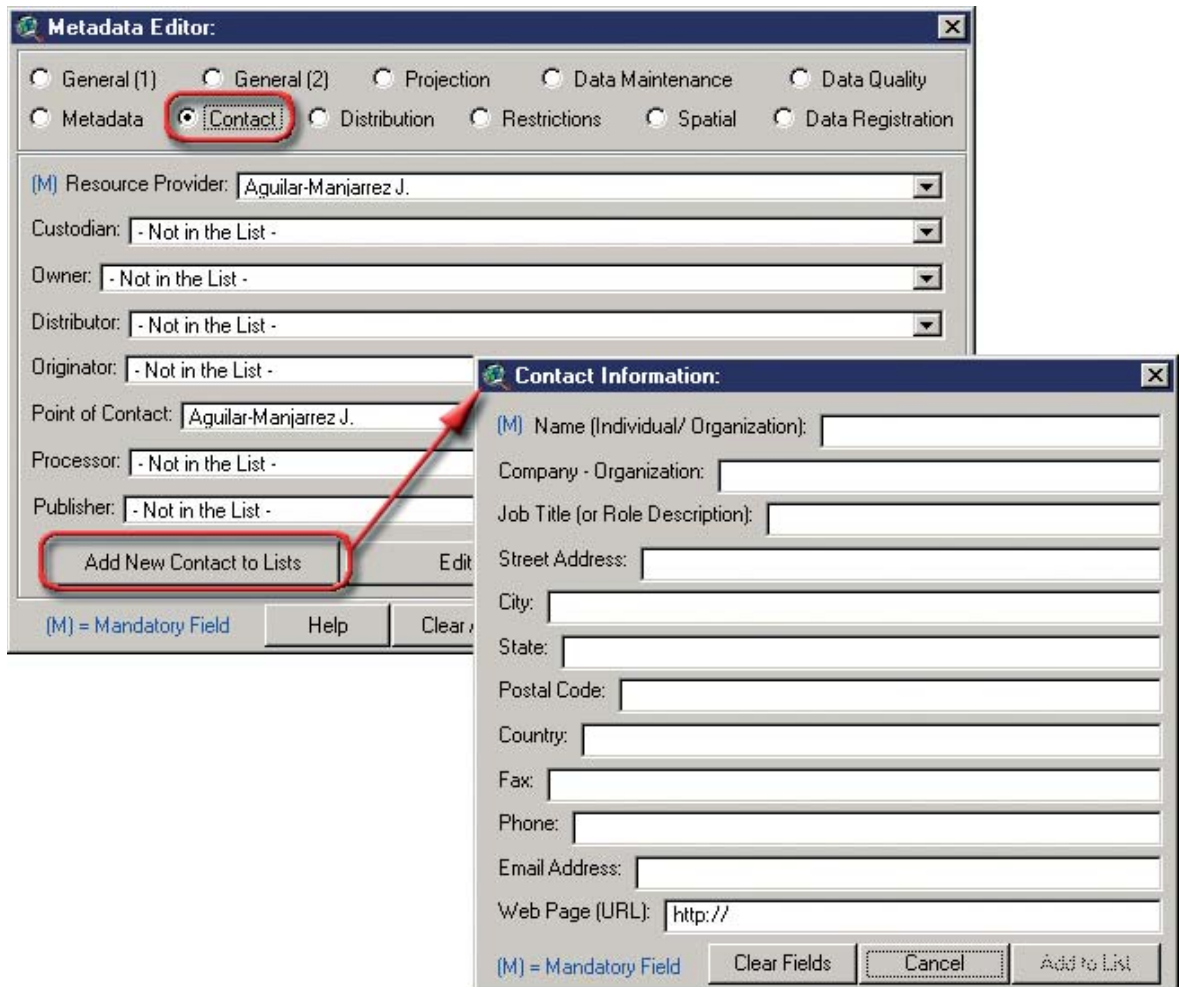 Metadata Editor:
General (1) General (2) Projection Data Maintenance Data Quality
Metadata Contact Distribution Restrictions Spatial Data Registration
(M) Resource Provider: Aguilar-Manjarrez J.
Custodian: - Not in the List -
Owner: - Not in the List -
Distributor: - Not in the List -
Originator: - Not in the List -
Point of Contact: Aguilar-Manjarrez J.
Processor: - Not in the List -
Publisher: - Not in the List -
Add New Contact to Lists Edit
(M) = Mandatory Field Help Clear
Contact Information:
(M) Name (Individual/ Organization):
Company - Organization:
Job Title (or Role Description):
Street Address:
City:
State:
Postal Code:
Country:
Fax:
Phone:
Email Address:
Web Page (URL): http://
(M) = Mandatory Field Clear Fields Cancel Add to List